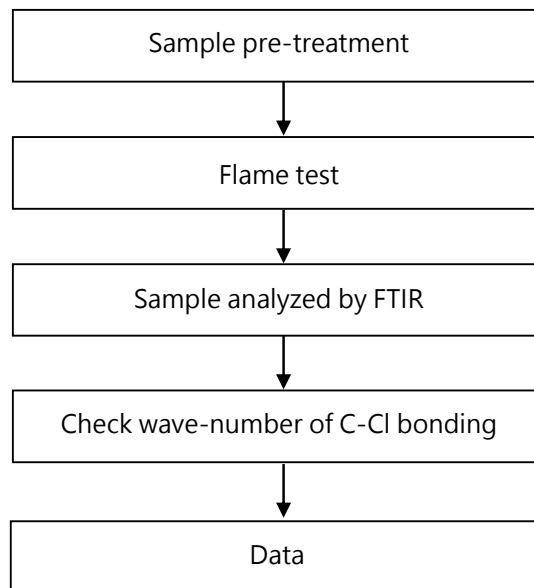 Sample pre-treatment
Flame test
Sample analyzed by FTIR
Check wave-number of C-Cl bonding
Data